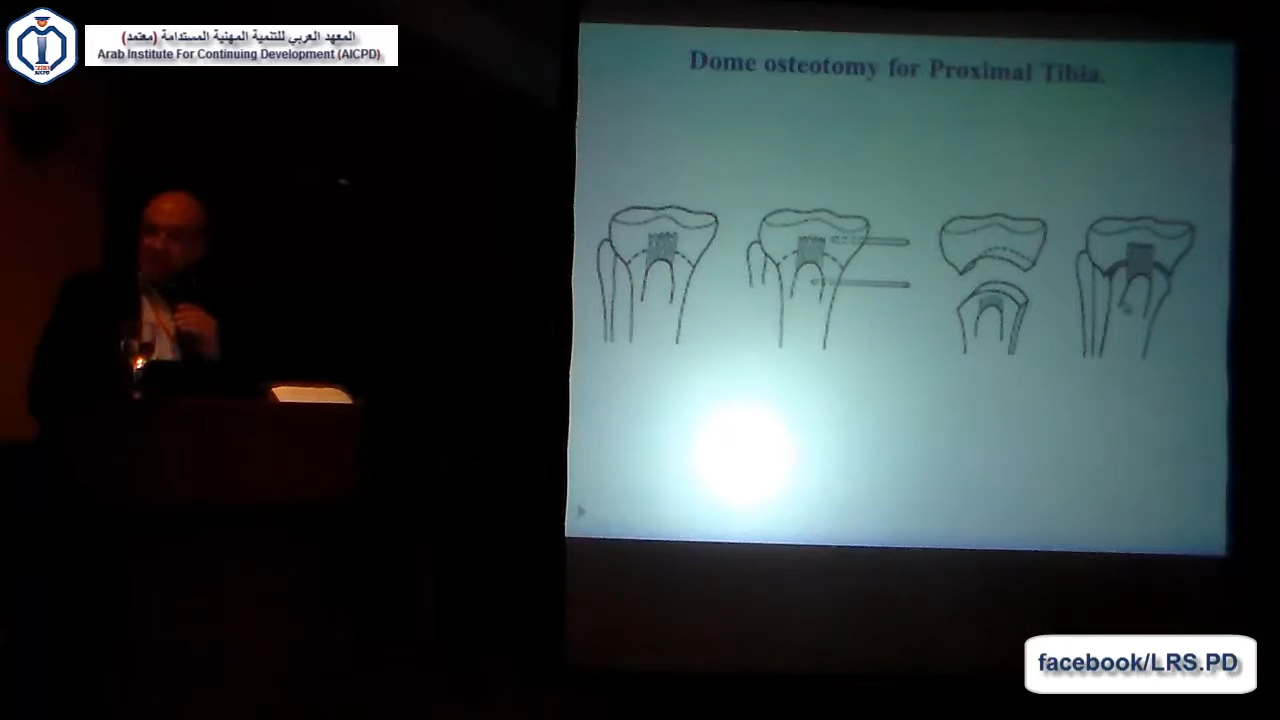 المعهد العربي للتنمية المهنية المستدامة (معتمد)
Arab Institute For Continuing Development (AICPD)
AICPD
Dome osteotomy for Proximal Tibia.
facebook/LRS.PD